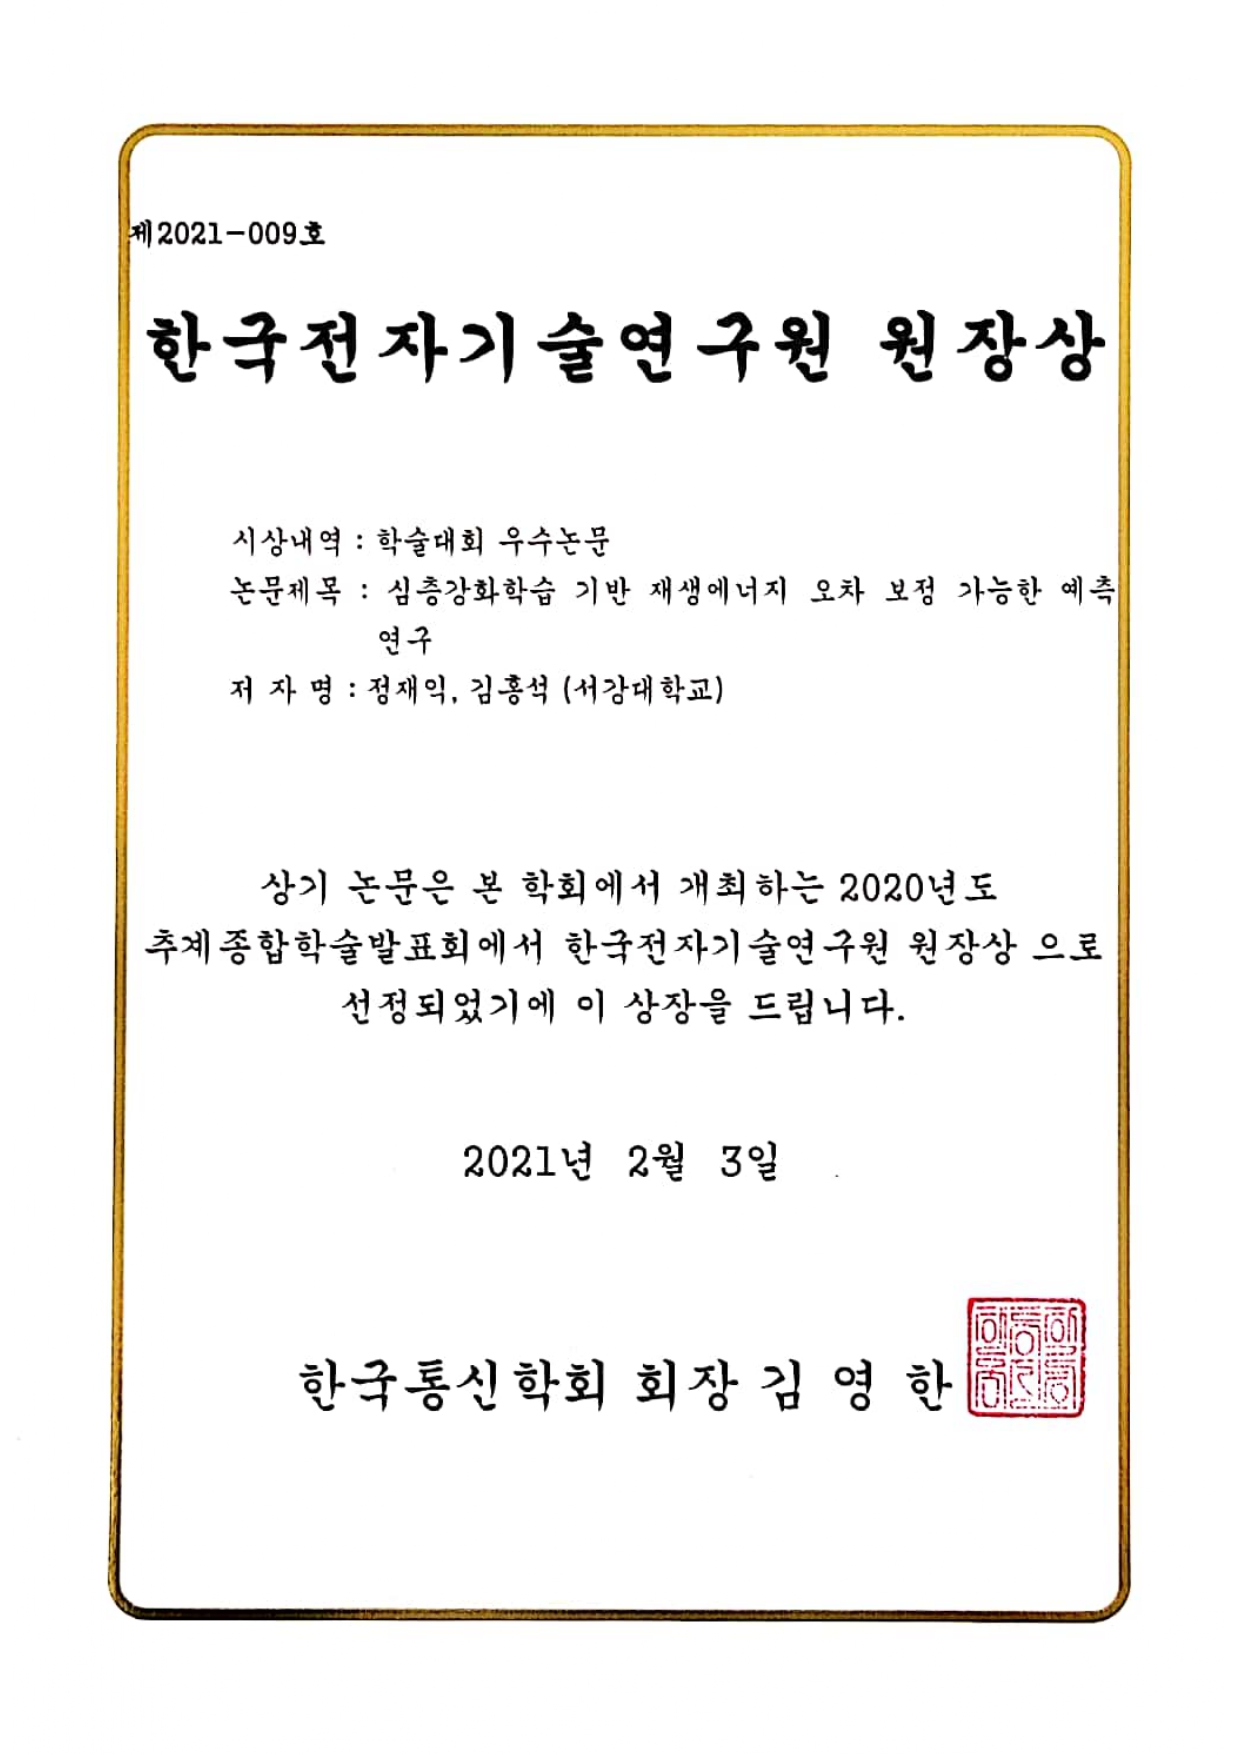 제2021-009호
한국전자기술연구원 원장상
시상내역 : 학술대회 우수논문
논문제목 : 심층강화학습 기반 재생에너지 오차 보정 가능한 예측
연구
저 자 명 : 정재익, 김홍석 (서강대학교)
상기 논문은 본 학회에서 개최하는 2020년도
추계종합학술발표회에서 한국전자기술연구원 원장상 으로
선정되었기에 이 상장을 드립니다.
2021년 2월 3일
한국통신학회 회장 김 영 한